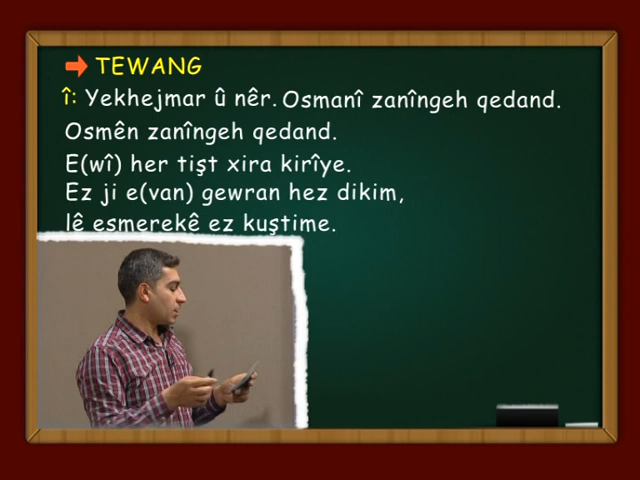 TEWANG
î: Yekhejmar û nêr. Osmanî zanîngeh qedand.
Osmên zanîngeh qedand.
E(wî) her tişt xira kirîye.
Ez ji e(van) gewran hez dikim,
lê esmerekê ez kuştime.